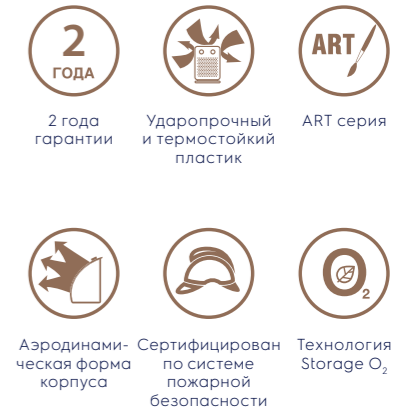 2
ГОДА
ART
2 года
гарантии
Ударопрочный
и термостойкий
пластик
ART серия
O₂
Аэродинами-
ческая форма
корпуса
Сертифицирован
по системе
пожарной
безопасности
Технология
Storage O₂